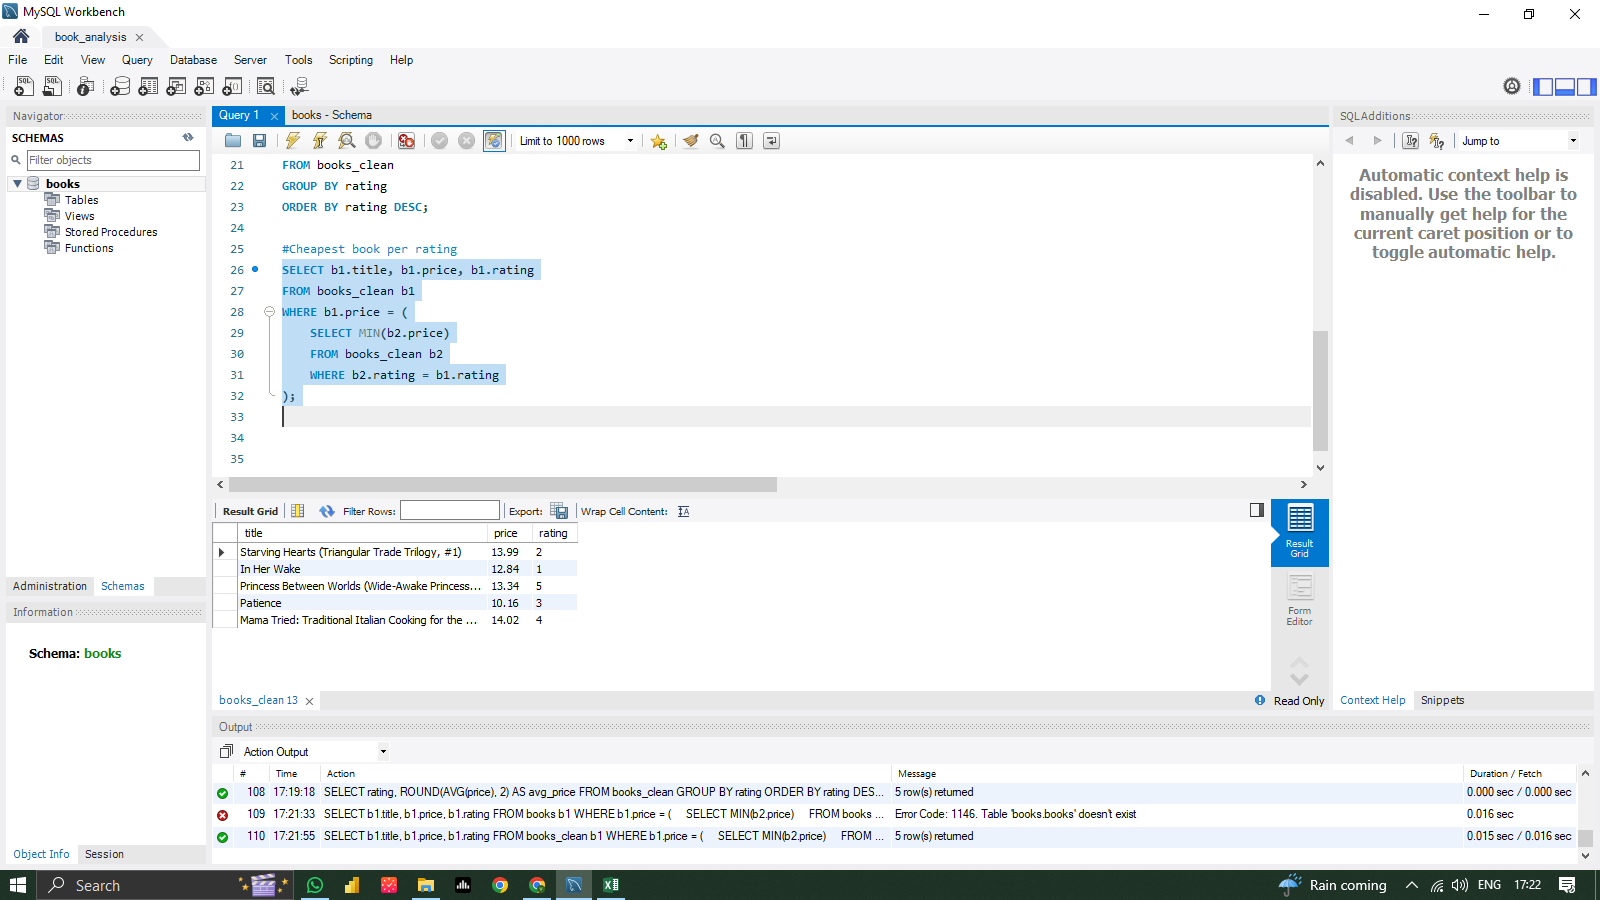 MySQL Workbench
book_analysis
File Edit View Query Database Server Tools Scripting Help
Navigator
SCHEMAS
Filter objects
books
Tables
Views
Stored Procedures
Functions
Administration Schemas
Information
Schema: books
Object Info Session
Query 1 books - Schema
Limit to 1000 rows
21 FROM books_clean
22 GROUP BY rating
23 ORDER BY rating DESC;
24
25 #Cheapest book per rating
26 SELECT b1.title, b1.price, b1.rating
27 FROM books_clean b1
28 WHERE b1.price = (
29 SELECT MIN(b2.price)
30 FROM books_clean b2
31 WHERE b2.rating = b1.rating
32 );
33
34
35
Result Grid Filter Rows: Export: Wrap Cell Content:
title price rating
Starving Hearts (Triangular Trade Trilogy, #1) 13.99 2
In Her Wake 12.84 1
Princess Between Worlds (Wide-Awake Princess... 13.34 5
Patience 10.16 3
Mama Tried: Traditional Italian Cooking for the ... 14.02 4
Result
Grid
Form
Editor
books_clean 13
Read Only
SQLAdditions
Jump to
Automatic context help is
disabled. Use the toolbar to
manually get help for the
current caret position or to
toggle automatic help.
Context Help Snippets
Output
Action Output
# Time Action Message Duration / Fetch
108 17:19:18 SELECT rating, ROUND(AVG(price), 2) AS avg_price FROM books_clean GROUP BY rating ORDER BY rating DES... 5 row(s) returned 0.000 sec / 0.000 sec
109 17:21:33 SELECT b1.title, b1.price, b1.rating FROM books b1 WHERE b1.price = ( SELECT MIN(b2.price) FROM books ... Error Code: 1146. Table 'books.books' doesn't exist 0.016 sec
110 17:21:55 SELECT b1.title, b1.price, b1.rating FROM books_clean b1 WHERE b1.price = ( SELECT MIN(b2.price) FROM ... 5 row(s) returned 0.015 sec / 0.016 sec
Search
Rain coming
ENG
17:22